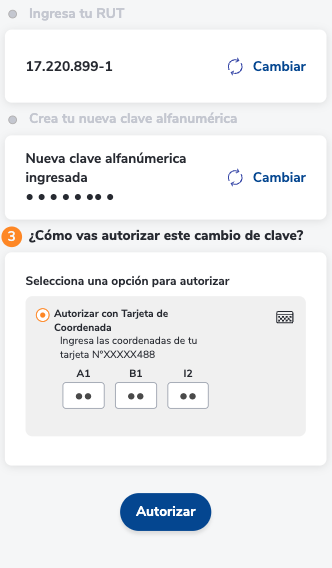 Ingresa tu RUT
17.220.899-1
Cambiar
Crea tu nueva clave alfanumérica
Nueva clave alfanúmerica
ingresada
Cambiar
3 ¿Cómo vas autorizar este cambio de clave?
Selecciona una opción para autorizar
Autorizar con Tarjeta de
Coordenada
Ingresa las coordenadas de tu
tarjeta N°XXXXX488
A1 B1 I2
Autorizar